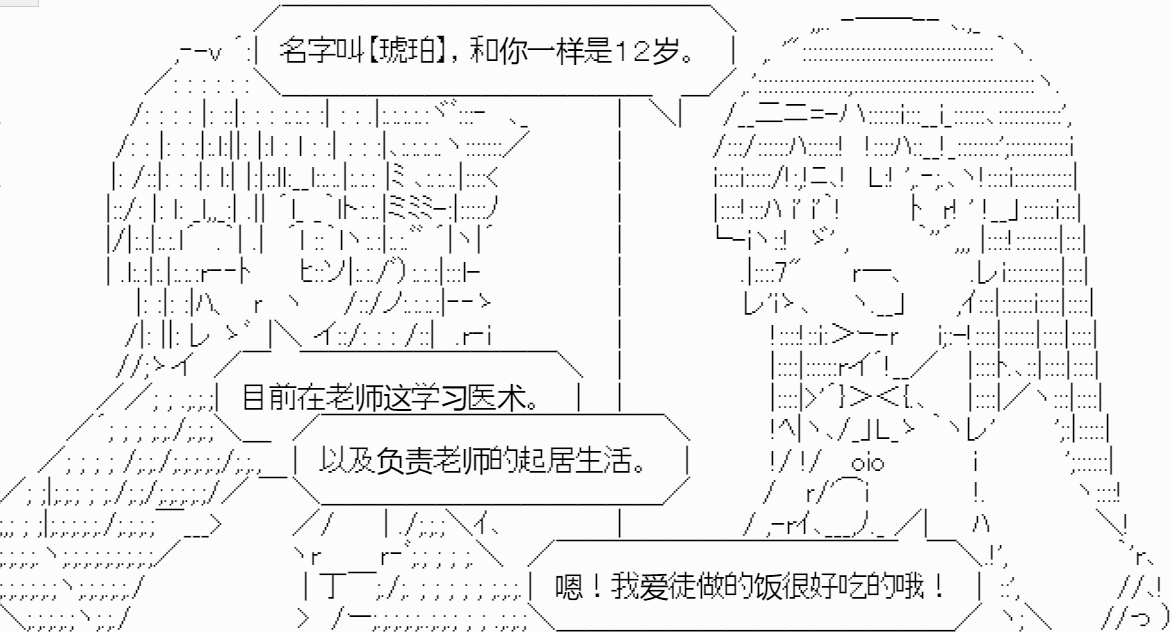 名字叫【琥珀】，和你一样是12岁。
目前在老师这学习医术。
以及负责老师的起居生活。
嗯！我爱徒做的饭很好吃的哦！